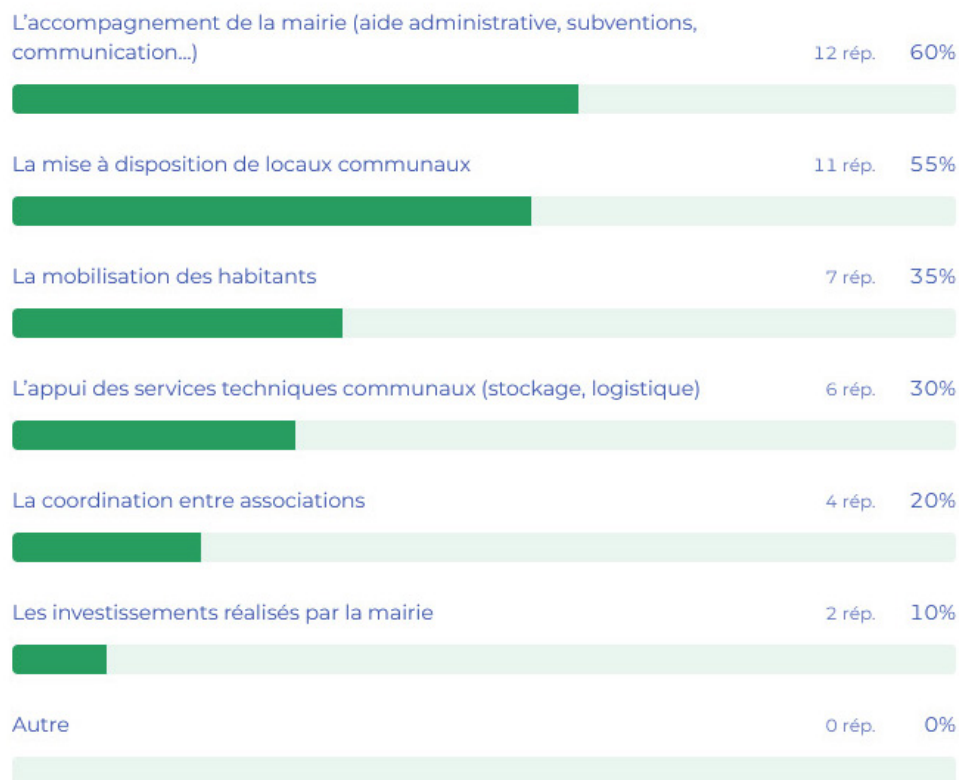 L’accompagnement de la mairie (aide administrative, subventions,
communication...) 12 rép. 60%
La mise à disposition de locaux communaux 11 rép. 55%
La mobilisation des habitants 7 rép. 35%
L’appui des services techniques communaux (stockage, logistique) 6 rép. 30%
La coordination entre associations 4 rép. 20%
Les investissements réalisés par la mairie 2 rép. 10%
Autre 0 rép. 0%